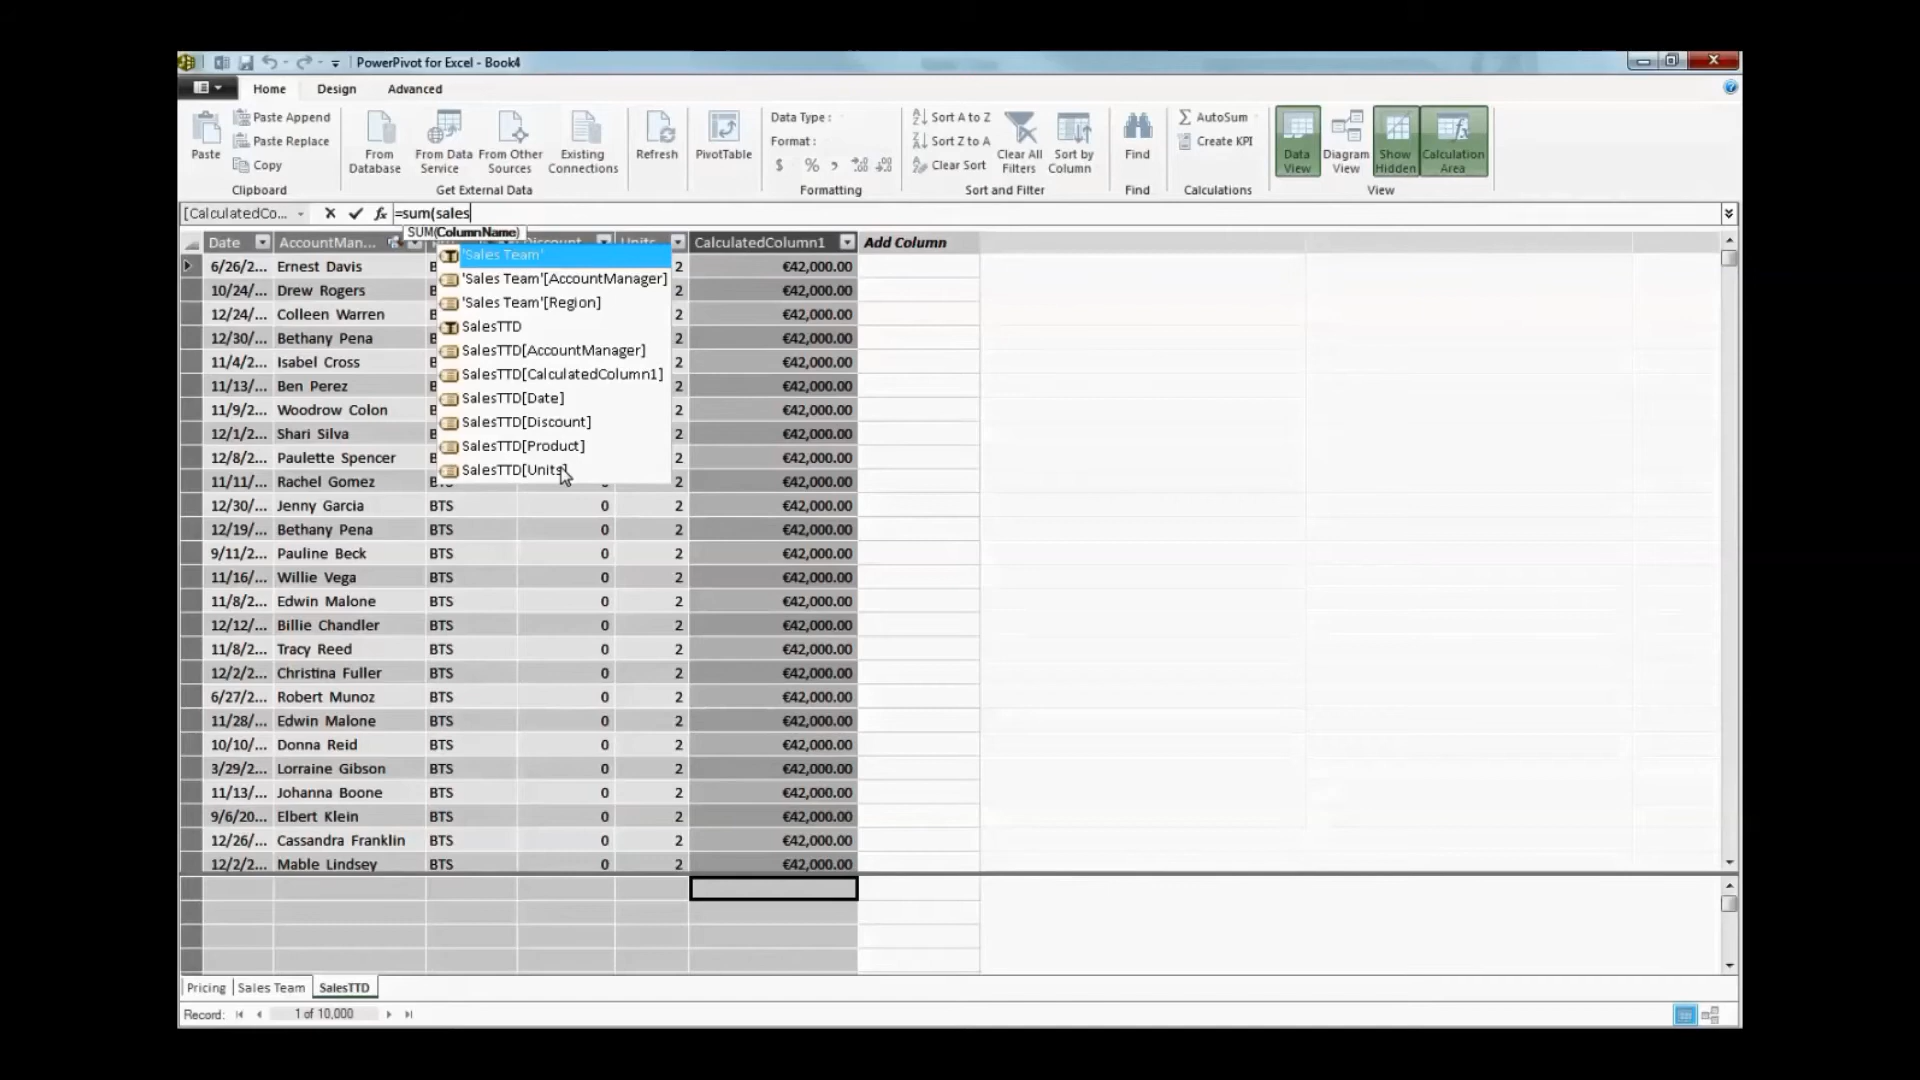 PowerPivot for Excel - Book4
Home Design Advanced
Paste
Paste Append
Paste Replace
Copy
Clipboard
From Database
From Data Service
From Other Sources
Existing Connections
Get External Data
Refresh
PivotTable
Data Type :
Format :
$ % ,
Formatting
Sort A to Z
Sort Z to A
Clear Sort
Clear All Filters
Sort by Column
Sort and Filter
Find
Find
AutoSum
Create KPI
Calculations
Data View
Diagram View
Show Hidden
Calculation Area
View
[CalculatedCo... =sum(sales
SUM(ColumnName)
Date AccountMan... CalculatedColumn1 Add Column
'Sales Team'
'Sales Team'[AccountManager]
'Sales Team'[Region]
SalesTTD
SalesTTD[AccountManager]
SalesTTD[CalculatedColumn1]
SalesTTD[Date]
SalesTTD[Discount]
SalesTTD[Product]
SalesTTD[Units]
6/26/2... Ernest Davis 2 €42,000.00
10/24/... Drew Rogers 2 €42,000.00
12/24/... Colleen Warren 2 €42,000.00
12/30/... Bethany Pena 2 €42,000.00
11/4/2... Isabel Cross 2 €42,000.00
11/13/... Ben Perez 2 €42,000.00
11/9/2... Woodrow Colon 2 €42,000.00
12/1/2... Shari Silva 2 €42,000.00
12/8/2... Paulette Spencer 2 €42,000.00
11/11/... Rachel Gomez 2 €42,000.00
12/30/... Jenny Garcia BTS 0 2 €42,000.00
12/19/... Bethany Pena BTS 0 2 €42,000.00
9/11/2... Pauline Beck BTS 0 2 €42,000.00
11/16/... Willie Vega BTS 0 2 €42,000.00
11/8/2... Edwin Malone BTS 0 2 €42,000.00
12/12/... Billie Chandler BTS 0 2 €42,000.00
11/8/2... Tracy Reed BTS 0 2 €42,000.00
12/2/2... Christina Fuller BTS 0 2 €42,000.00
6/27/2... Robert Munoz BTS 0 2 €42,000.00
11/28/... Edwin Malone BTS 0 2 €42,000.00
10/10/... Donna Reid BTS 0 2 €42,000.00
3/29/2... Lorraine Gibson BTS 0 2 €42,000.00
11/13/... Johanna Boone BTS 0 2 €42,000.00
9/6/20... Elbert Klein BTS 0 2 €42,000.00
12/26/... Cassandra Franklin BTS 0 2 €42,000.00
12/2/2... Mable Lindsey BTS 0 2 €42,000.00
Pricing Sales Team SalesTTD
Record: 1 of 10,000